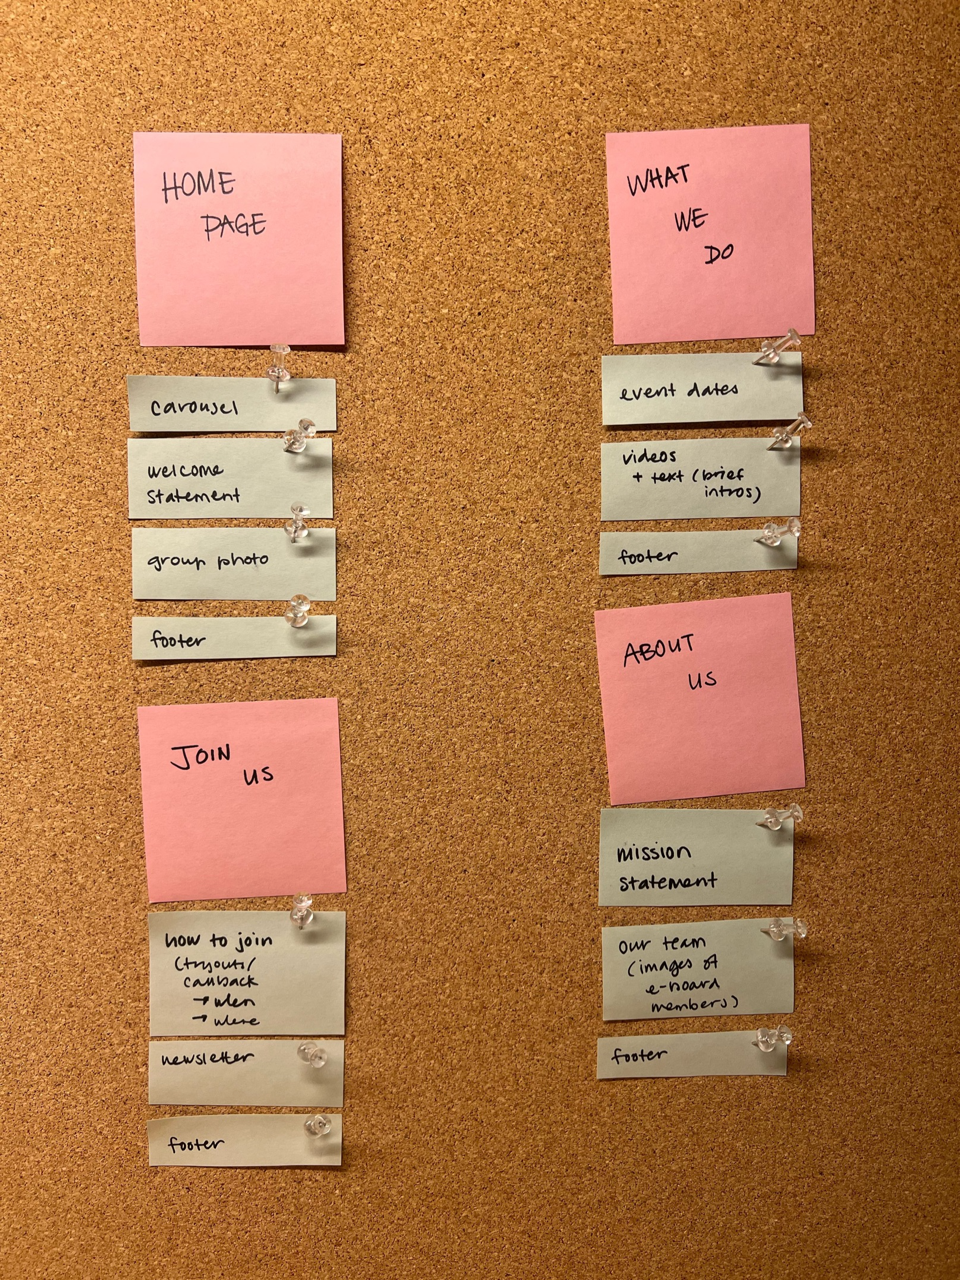 HOME
PAGE
carousel
welcome
statement
group photo
footer
JOIN
US
how to join
(tryouts/
callback
→ when
→ where
newsletter
footer
WHAT
WE
DO
event dates
videos
+ text (brief
intros)
footer
ABOUT
US
mission
statement
our team
(images of
e-board
members)
footer